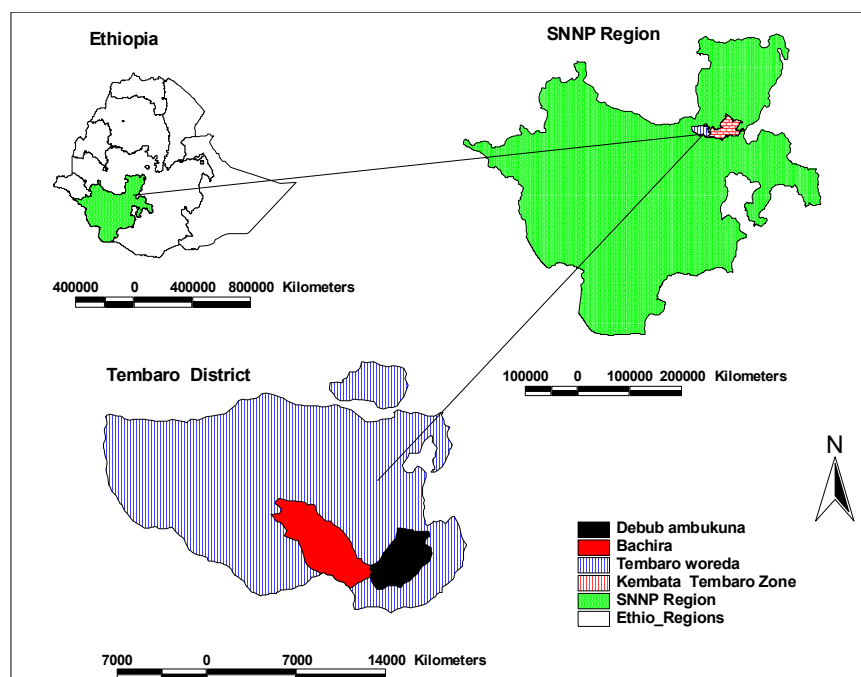 Ethiopia
SNNP Region
400000 0 400000 800000 Kilometers
Tembaro District
100000 0 100000 200000 Kilometers
N
Debub ambukuna
Bachira
Tembaro woreda
Kembata Tembaro Zone
SNNP Region
Ethio_Regions
7000 0 7000 14000 Kilometers